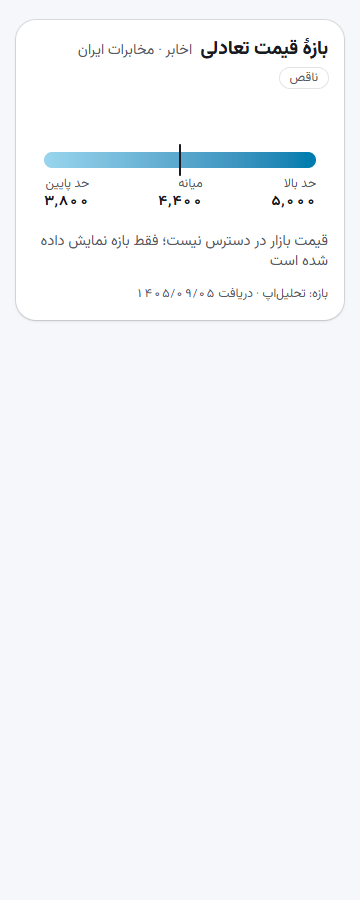 بازهٔ قیمت تعادلی اخابر · مخابرات ایران
ناقص
حد بالا میانه حد پایین
۵,۰۰۰ ۴,۴۰۰ ۳,۸۰۰
قیمت بازار در دسترس نیست؛ فقط بازه نمایش داده
شده است
بازه: تحلیل‌اپ · دریافت ۱۴۰۵/۰۹/۰۵